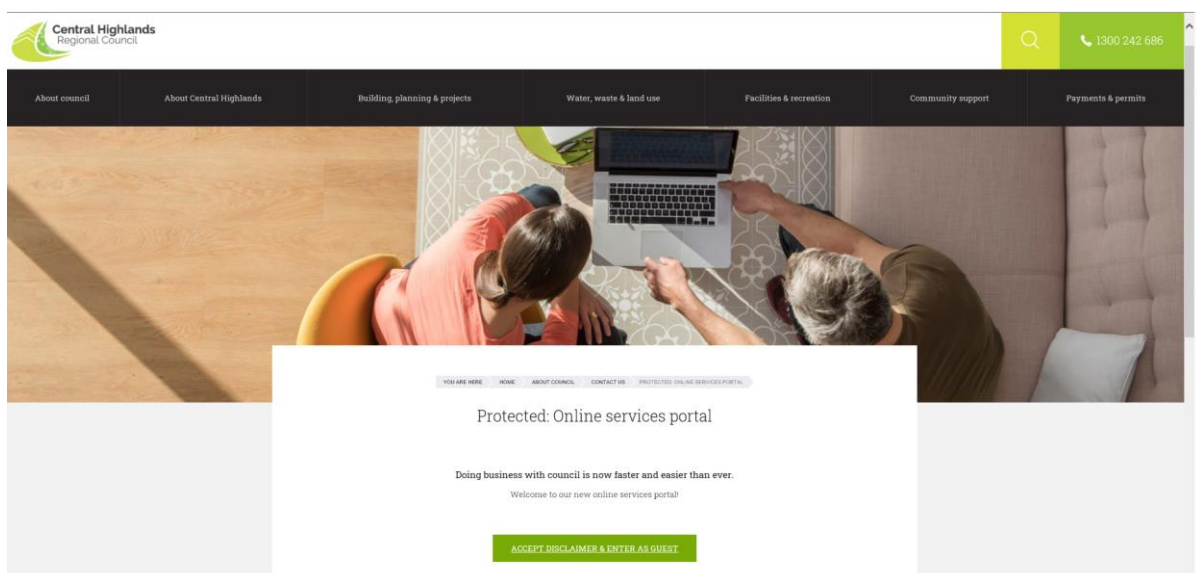 Central Highlands
Regional Council
1300 242 686
About council
About Central Highlands
Building, planning & projects
Water, waste & land use
Facilities & recreation
Community support
Payments & permits
YOU ARE HERE HOME ABOUT COUNCIL CONTACT US PROTECTED: ONLINE SERVICES PORTAL
Protected: Online services portal
Doing business with council is now faster and easier than ever.
Welcome to our new online services portal!
ACCEPT DISCLAIMER & ENTER AS GUEST